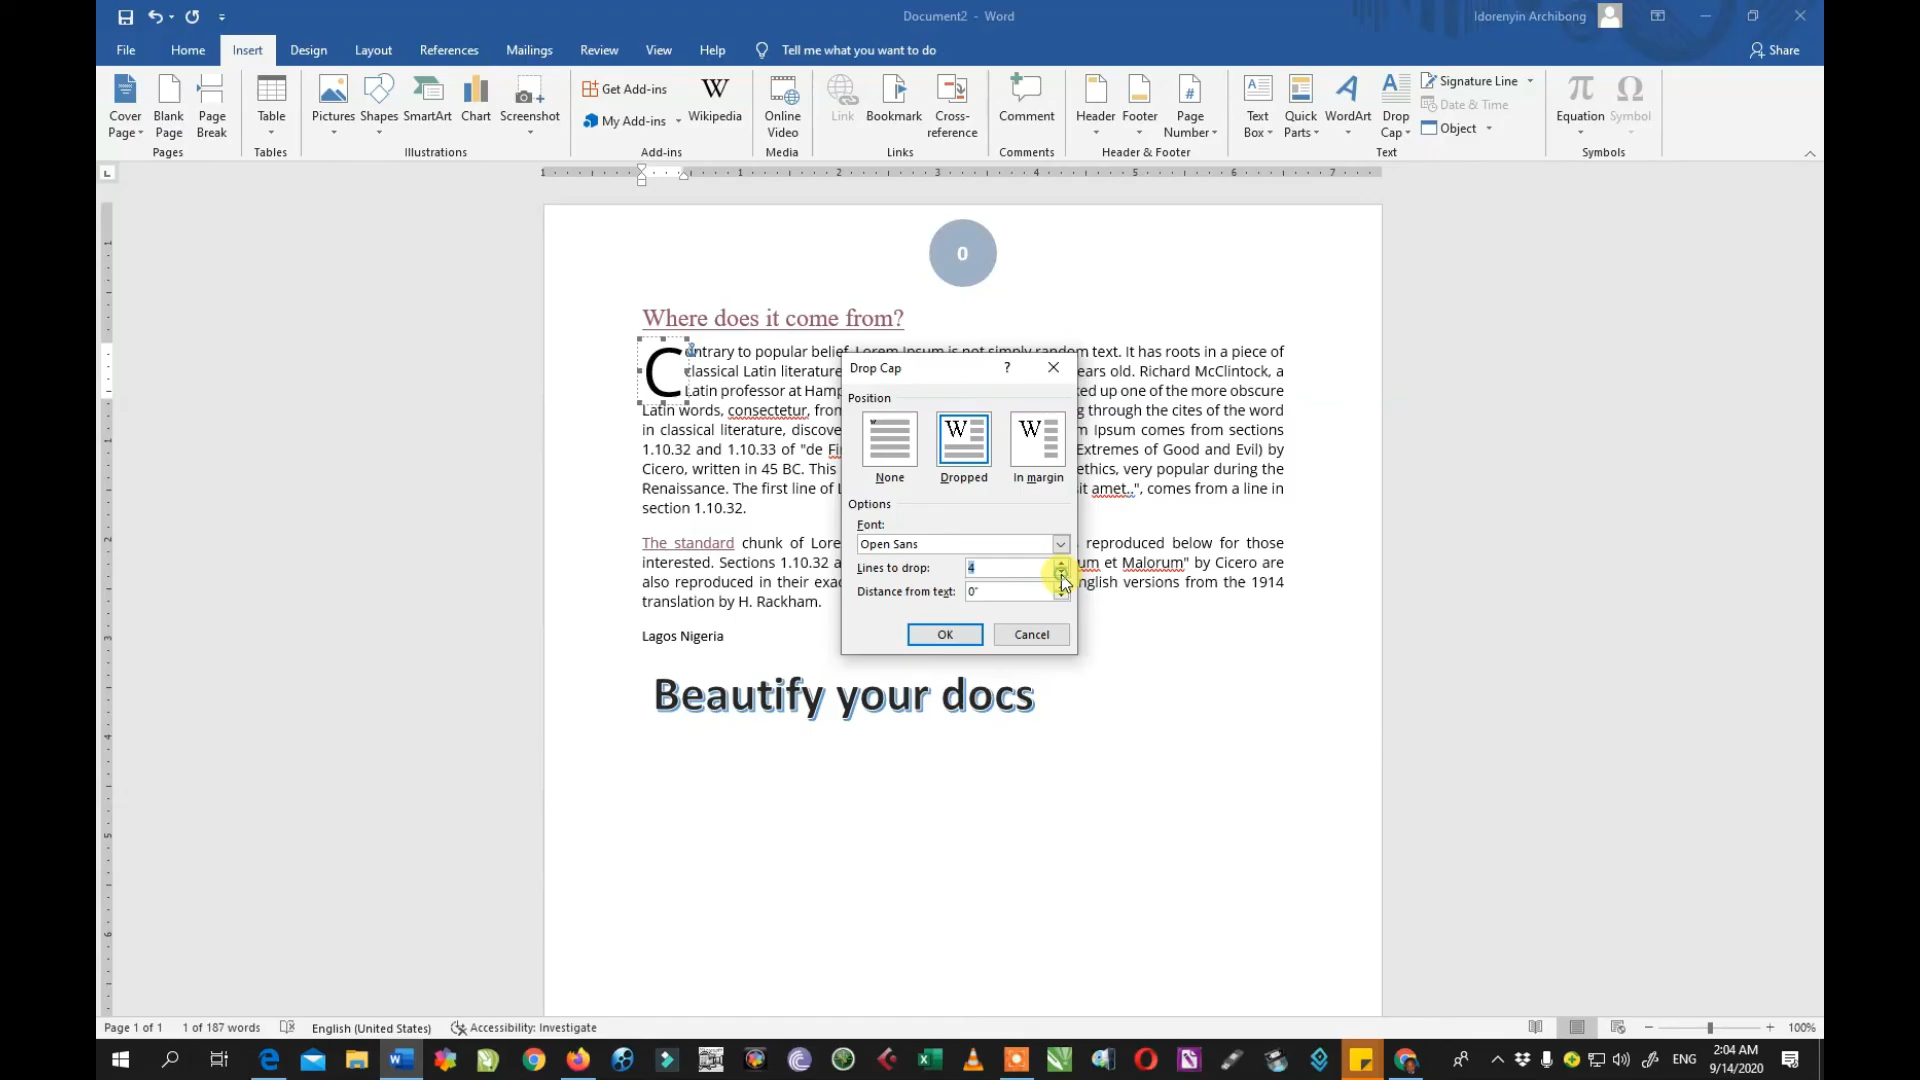 Document2 - Word
Idorenyin Archibong
File Home Insert Design Layout References Mailings Review View Help Tell me what you want to do Share
Cover Page Blank Page Page Break
Pages
Table
Tables
Pictures Shapes SmartArt Chart Screenshot
Illustrations
Get Add-ins
My Add-ins
Wikipedia
Add-ins
Online Video
Media
Link Bookmark Cross-reference
Links
Comment
Comments
Header Footer Page Number
Header & Footer
Text Box Quick Parts WordArt Drop Cap
Signature Line
Date & Time
Object
Text
Equation Symbol
Symbols
1 1 2 3 4 5 6 7
0
Where does it come from?
C ntrary to popular belief, Lorem Ipsum is not simply random text. It has roots in a piece of
classical Latin literature ears old. Richard McClintock, a
Latin professor at Hamp ed up one of the more obscure
Latin words, consectetur, from g through the cites of the word
in classical literature, discove m Ipsum comes from sections
1.10.32 and 1.10.33 of "de Fi Extremes of Good and Evil) by
Cicero, written in 45 BC. This ethics, very popular during the
Renaissance. The first line of L sit amet..", comes from a line in
section 1.10.32.
The standard chunk of Lore reproduced below for those
interested. Sections 1.10.32 a um et Malorum" by Cicero are
also reproduced in their exac nglish versions from the 1914
translation by H. Rackham.
Lagos Nigeria
Beautify your docs
Drop Cap
?
Position
W W
None Dropped In margin
Options
Font:
Open Sans
Lines to drop: 4
Distance from text: 0"
OK Cancel
Page 1 of 1 1 of 187 words English (United States) Accessibility: Investigate 100%
ENG
2:04 AM
9/14/2020